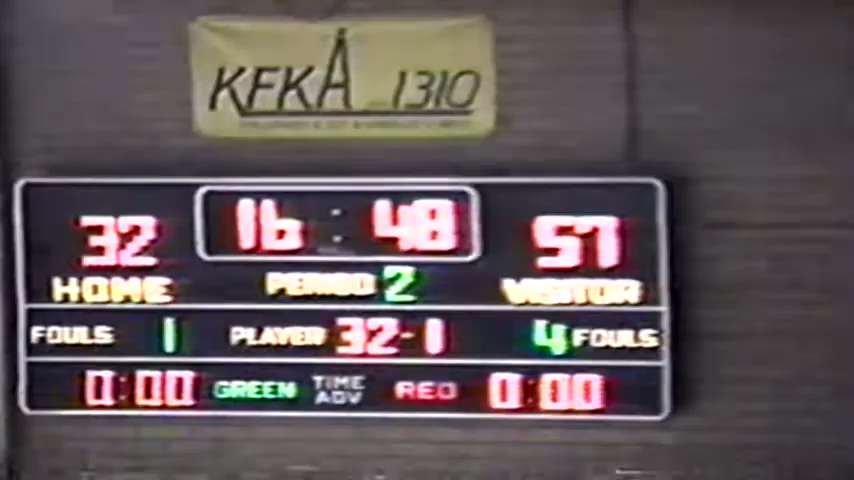 KFKA 1310
32 16:48 57
HOME PERIOD 2 VISITOR
FOULS 1 PLAYER 32-1 4 FOULS
0:00 GREEN TIME ADV RED 0:00